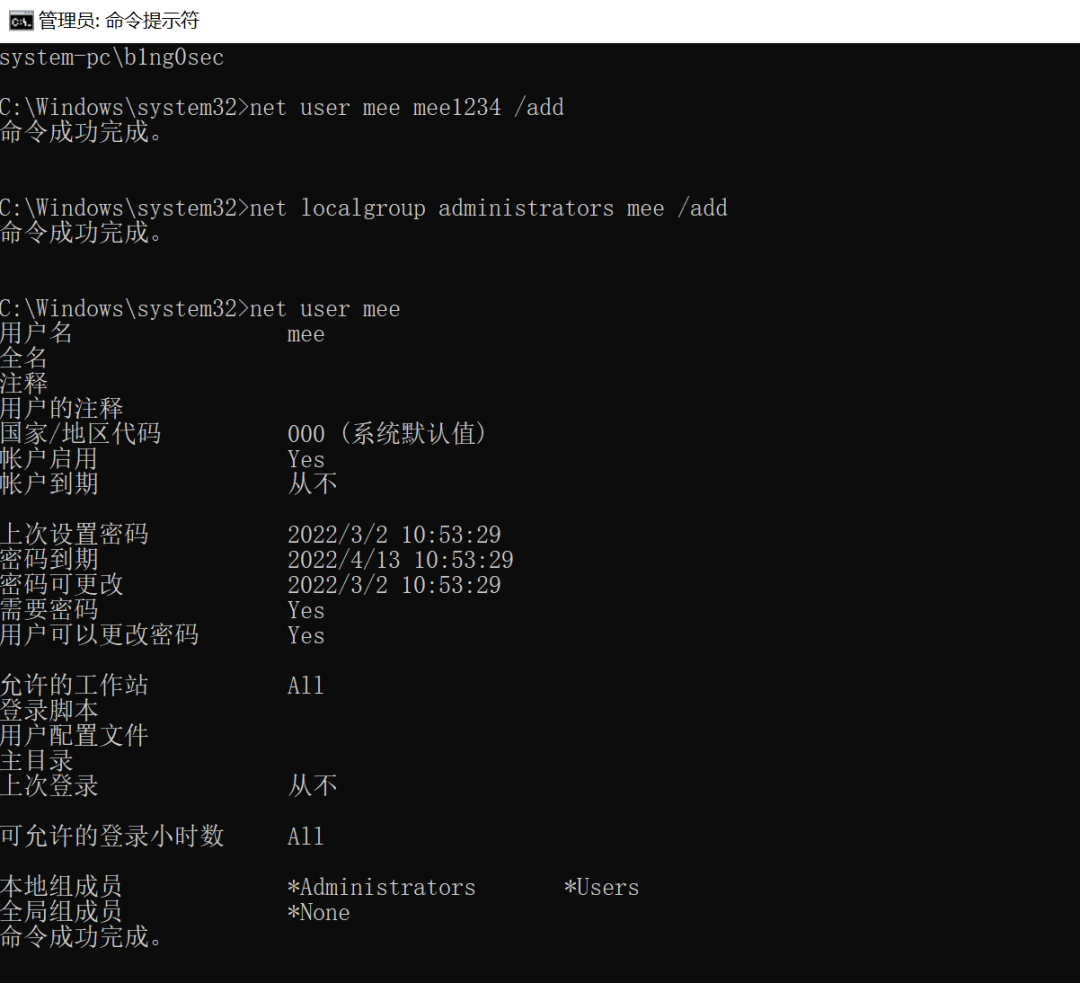 管理员: 命令提示符
system-pc\b1ng0sec
C:\Windows\system32>net user mee mee1234 /add
命令成功完成。
C:\Windows\system32>net localgroup administrators mee /add
命令成功完成。
C:\Windows\system32>net user mee
用户名 mee
全名
注释
用户的注释
国家/地区代码 000 (系统默认值)
帐户启用 Yes
帐户到期 从不
上次设置密码 2022/3/2 10:53:29
密码到期 2022/4/13 10:53:29
密码可更改 2022/3/2 10:53:29
需要密码 Yes
用户可以更改密码 Yes
允许的工作站 All
登录脚本
用户配置文件
主目录
上次登录 从不
可允许的登录小时数 All
本地组成员 *Administrators *Users
全局组成员 *None
命令成功完成。